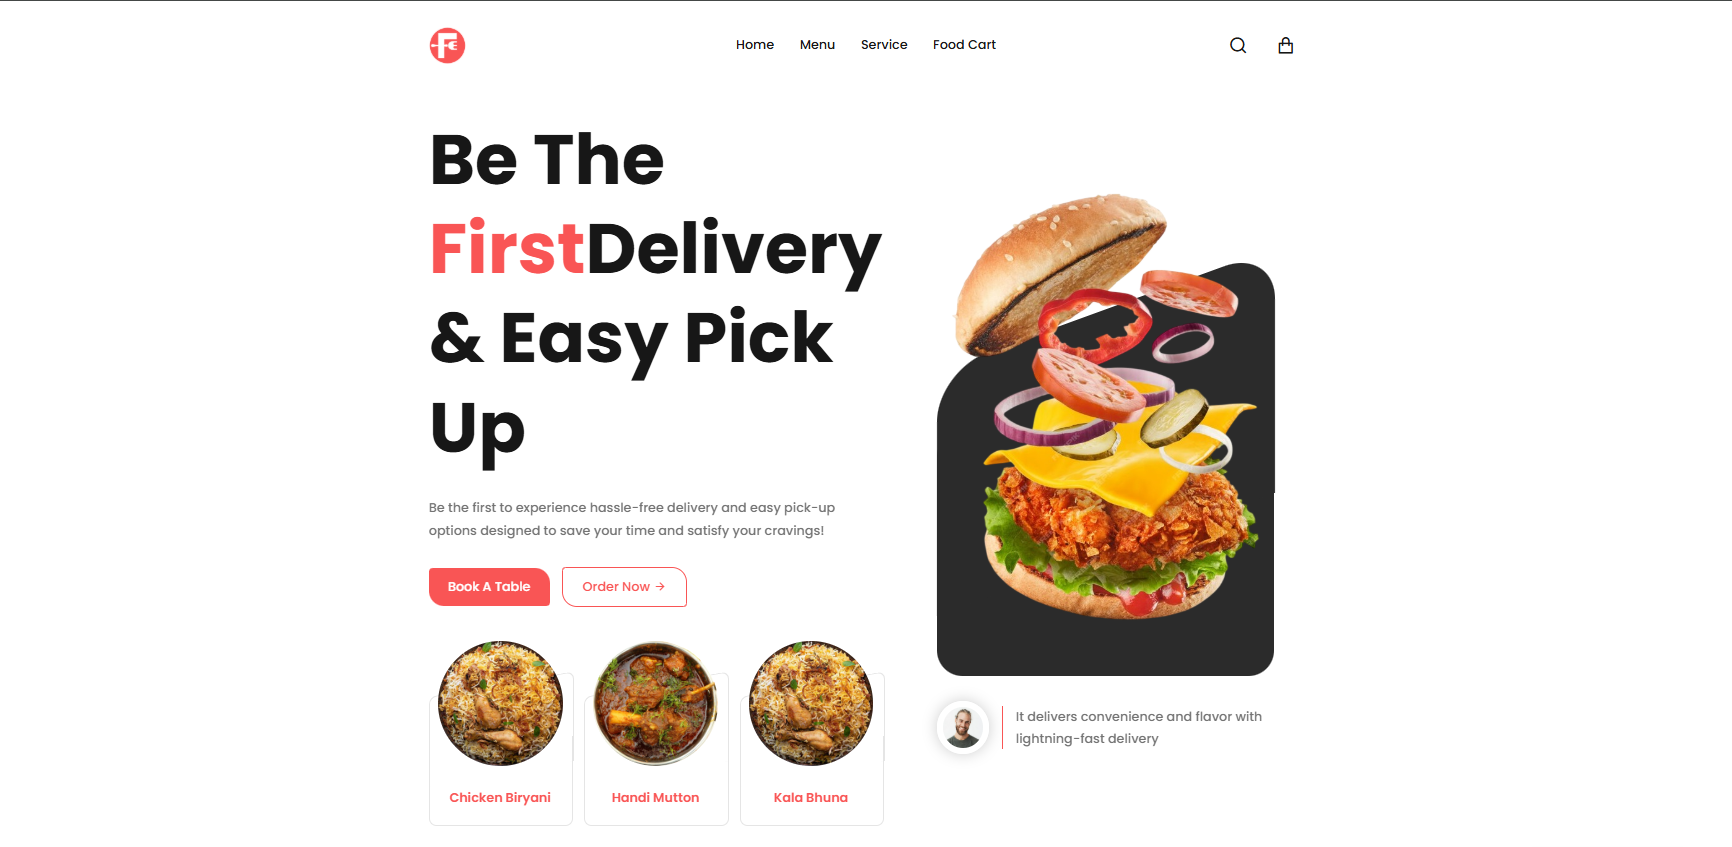 Home Menu Service Food Cart
Be The
FirstDelivery
& Easy Pick
Up
Be the first to experience hassle-free delivery and easy pick-up
options designed to save your time and satisfy your cravings!
Book A Table Order Now →
Chicken Biryani Handi Mutton Kala Bhuna
It delivers convenience and flavor with
lightning-fast delivery